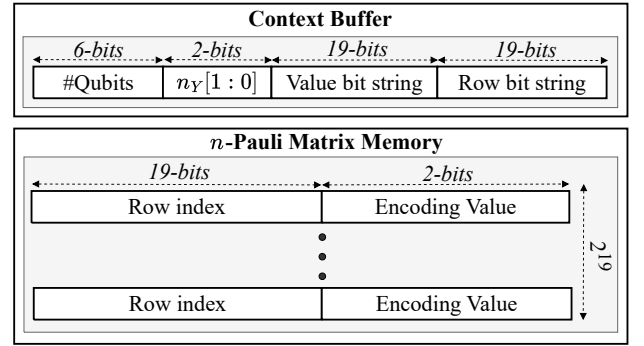 Context Buffer
6-bits 2-bits 19-bits 19-bits
#Qubits n_Y[1 : 0] Value bit string Row bit string
n-Pauli Matrix Memory
19-bits 2-bits
Row index Encoding Value
2^19
Row index Encoding Value